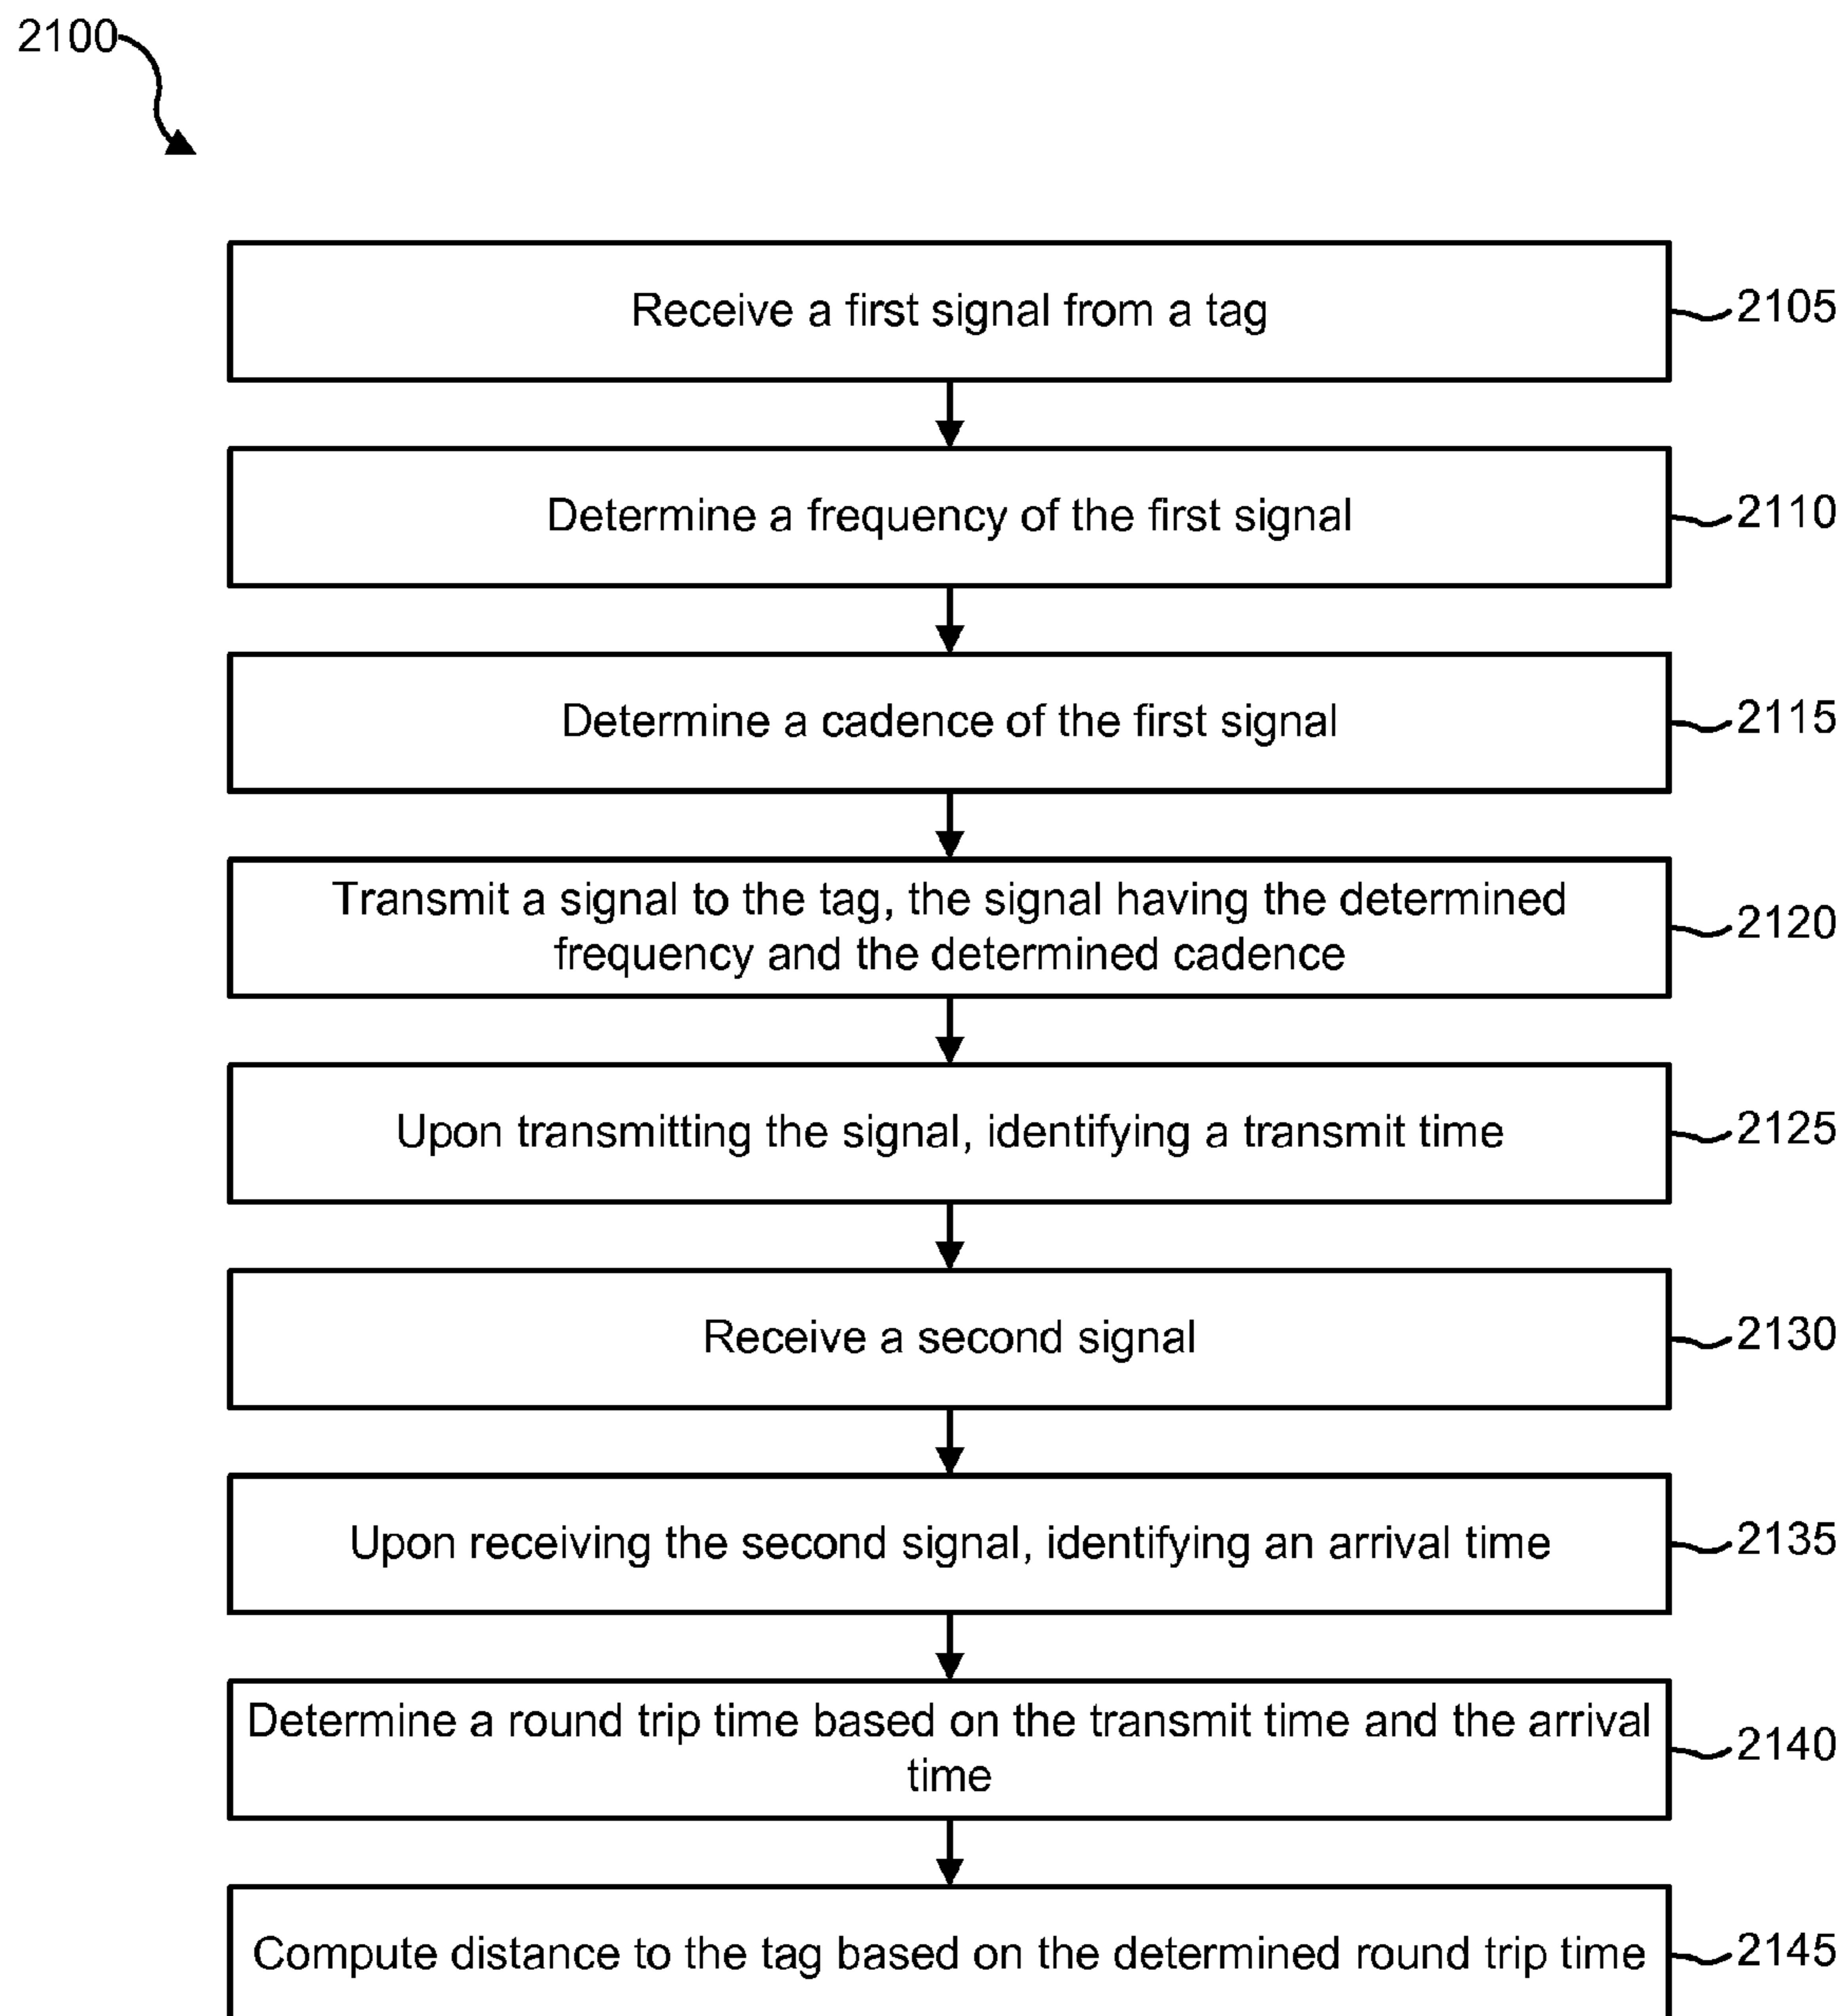 2100
Receive a first signal from a tag
2105
Determine a frequency of the first signal
2110
Determine a cadence of the first signal
2115
Transmit a signal to the tag, the signal having the determined
frequency and the determined cadence
2120
Upon transmitting the signal, identifying a transmit time
2125
Receive a second signal
2130
Upon receiving the second signal, identifying an arrival time
2135
Determine a round trip time based on the transmit time and the arrival
time
2140
Compute distance to the tag based on the determined round trip time
2145